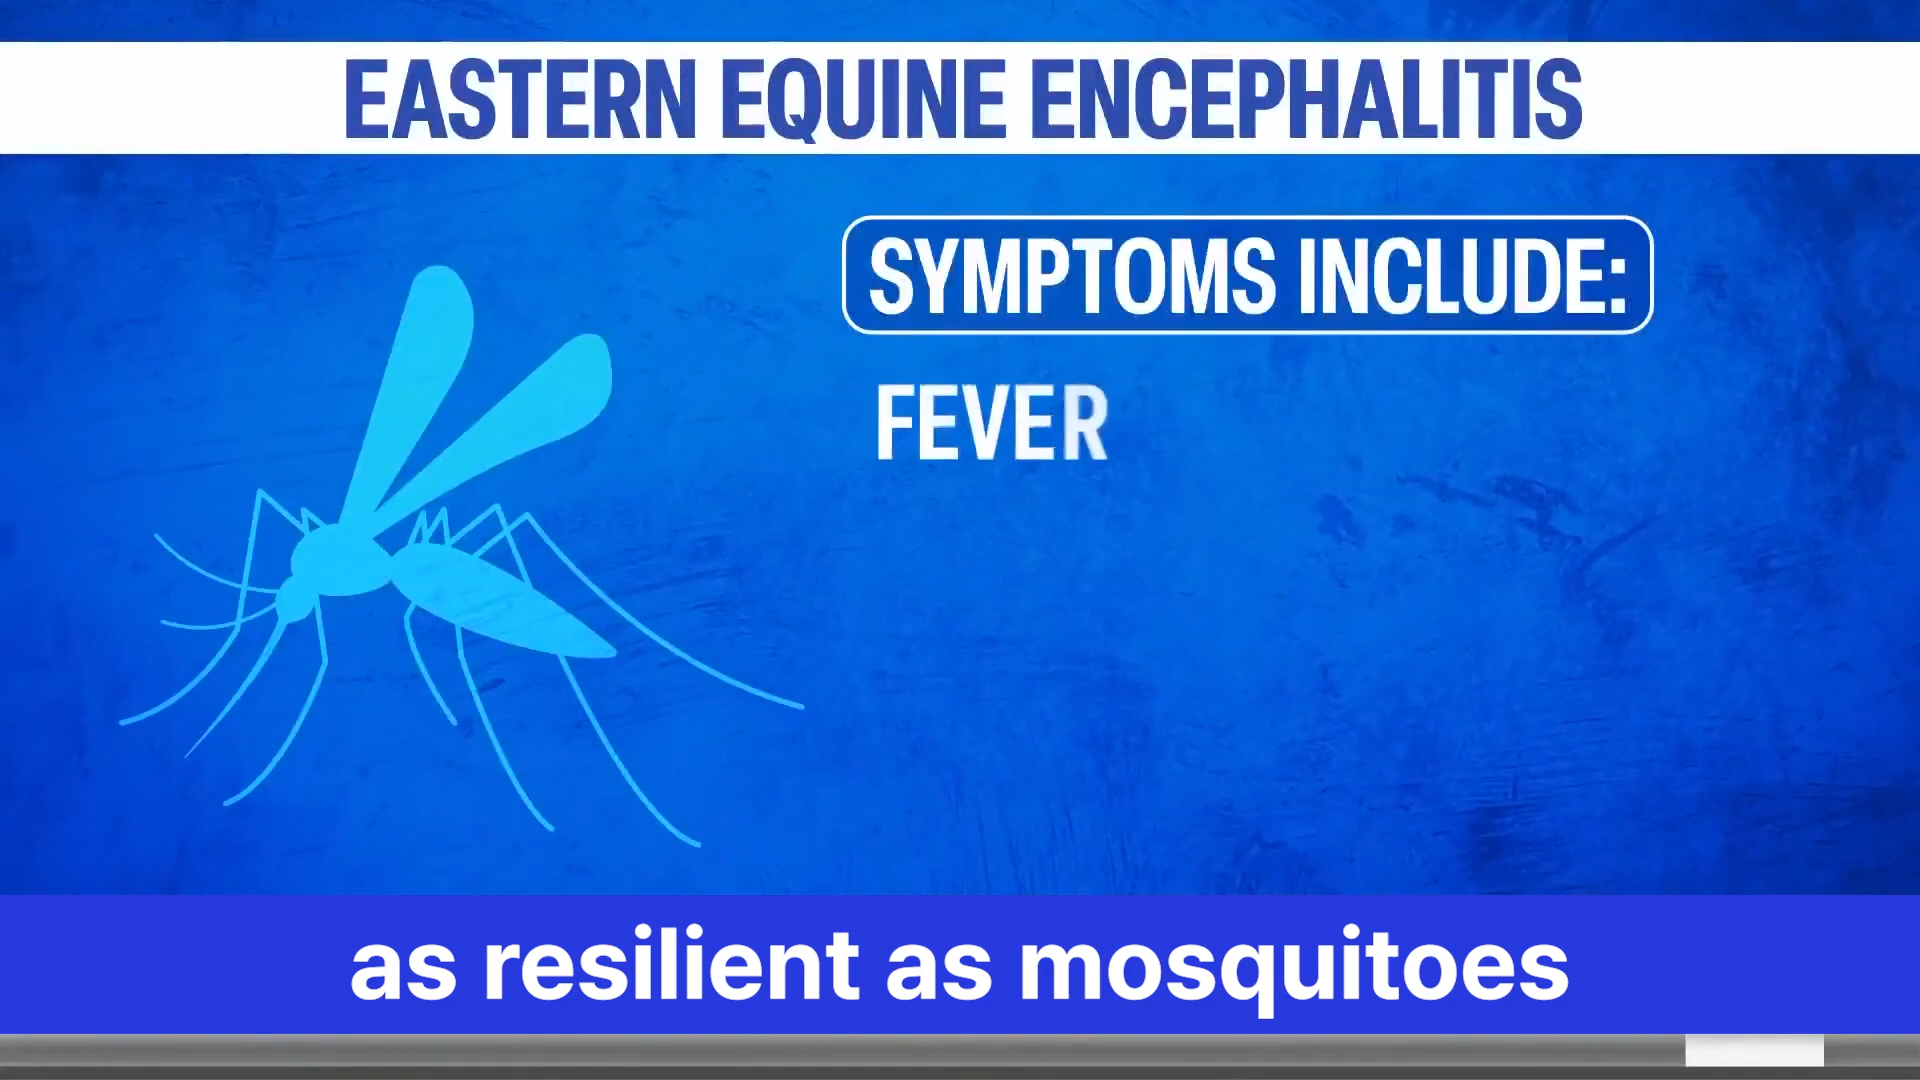 EASTERN EQUINE ENCEPHALITIS
SYMPTOMS INCLUDE:
FEVER
as resilient as mosquitoes